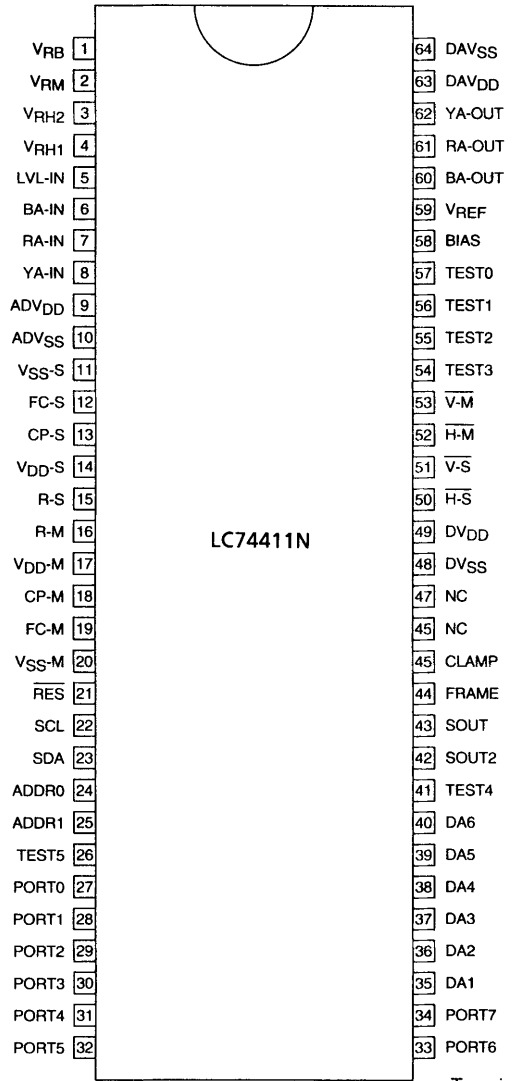 VRB 1 64 DAVSS
VRM 2 63 DAVDD
VRH2 3 62 YA-OUT
VRH1 4 61 RA-OUT
LVL-IN 5 60 BA-OUT
BA-IN 6 59 VREF
RA-IN 7 58 BIAS
YA-IN 8 57 TEST0
ADVDD 9 56 TEST1
ADVSS 10 55 TEST2
VSS-S 11 54 TEST3
FC-S 12 53 V-M
CP-S 13 52 H-M
VDD-S 14 51 V-S
R-S 15 50 H-S
R-M 16 49 DVDD
LC74411N
VDD-M 17 48 DVSS
CP-M 18 47 NC
FC-M 19 45 NC
VSS-M 20 45 CLAMP
RES 21 44 FRAME
SCL 22 43 SOUT
SDA 23 42 SOUT2
ADDR0 24 41 TEST4
ADDR1 25 40 DA6
TEST5 26 39 DA5
PORT0 27 38 DA4
PORT1 28 37 DA3
PORT2 29 36 DA2
PORT3 30 35 DA1
PORT4 31 34 PORT7
PORT5 32 33 PORT6